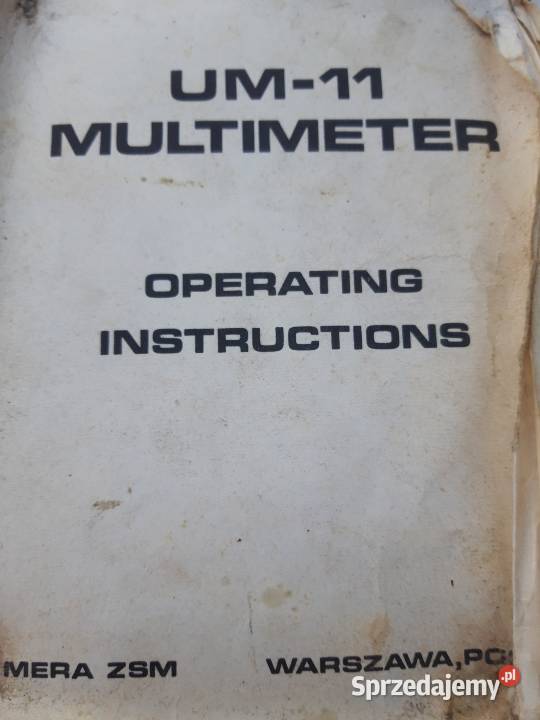 UM-11
MULTIMETER
OPERATING
INSTRUCTIONS
MERA ZSM WARSZAWA,
Sprzedajemy.pl